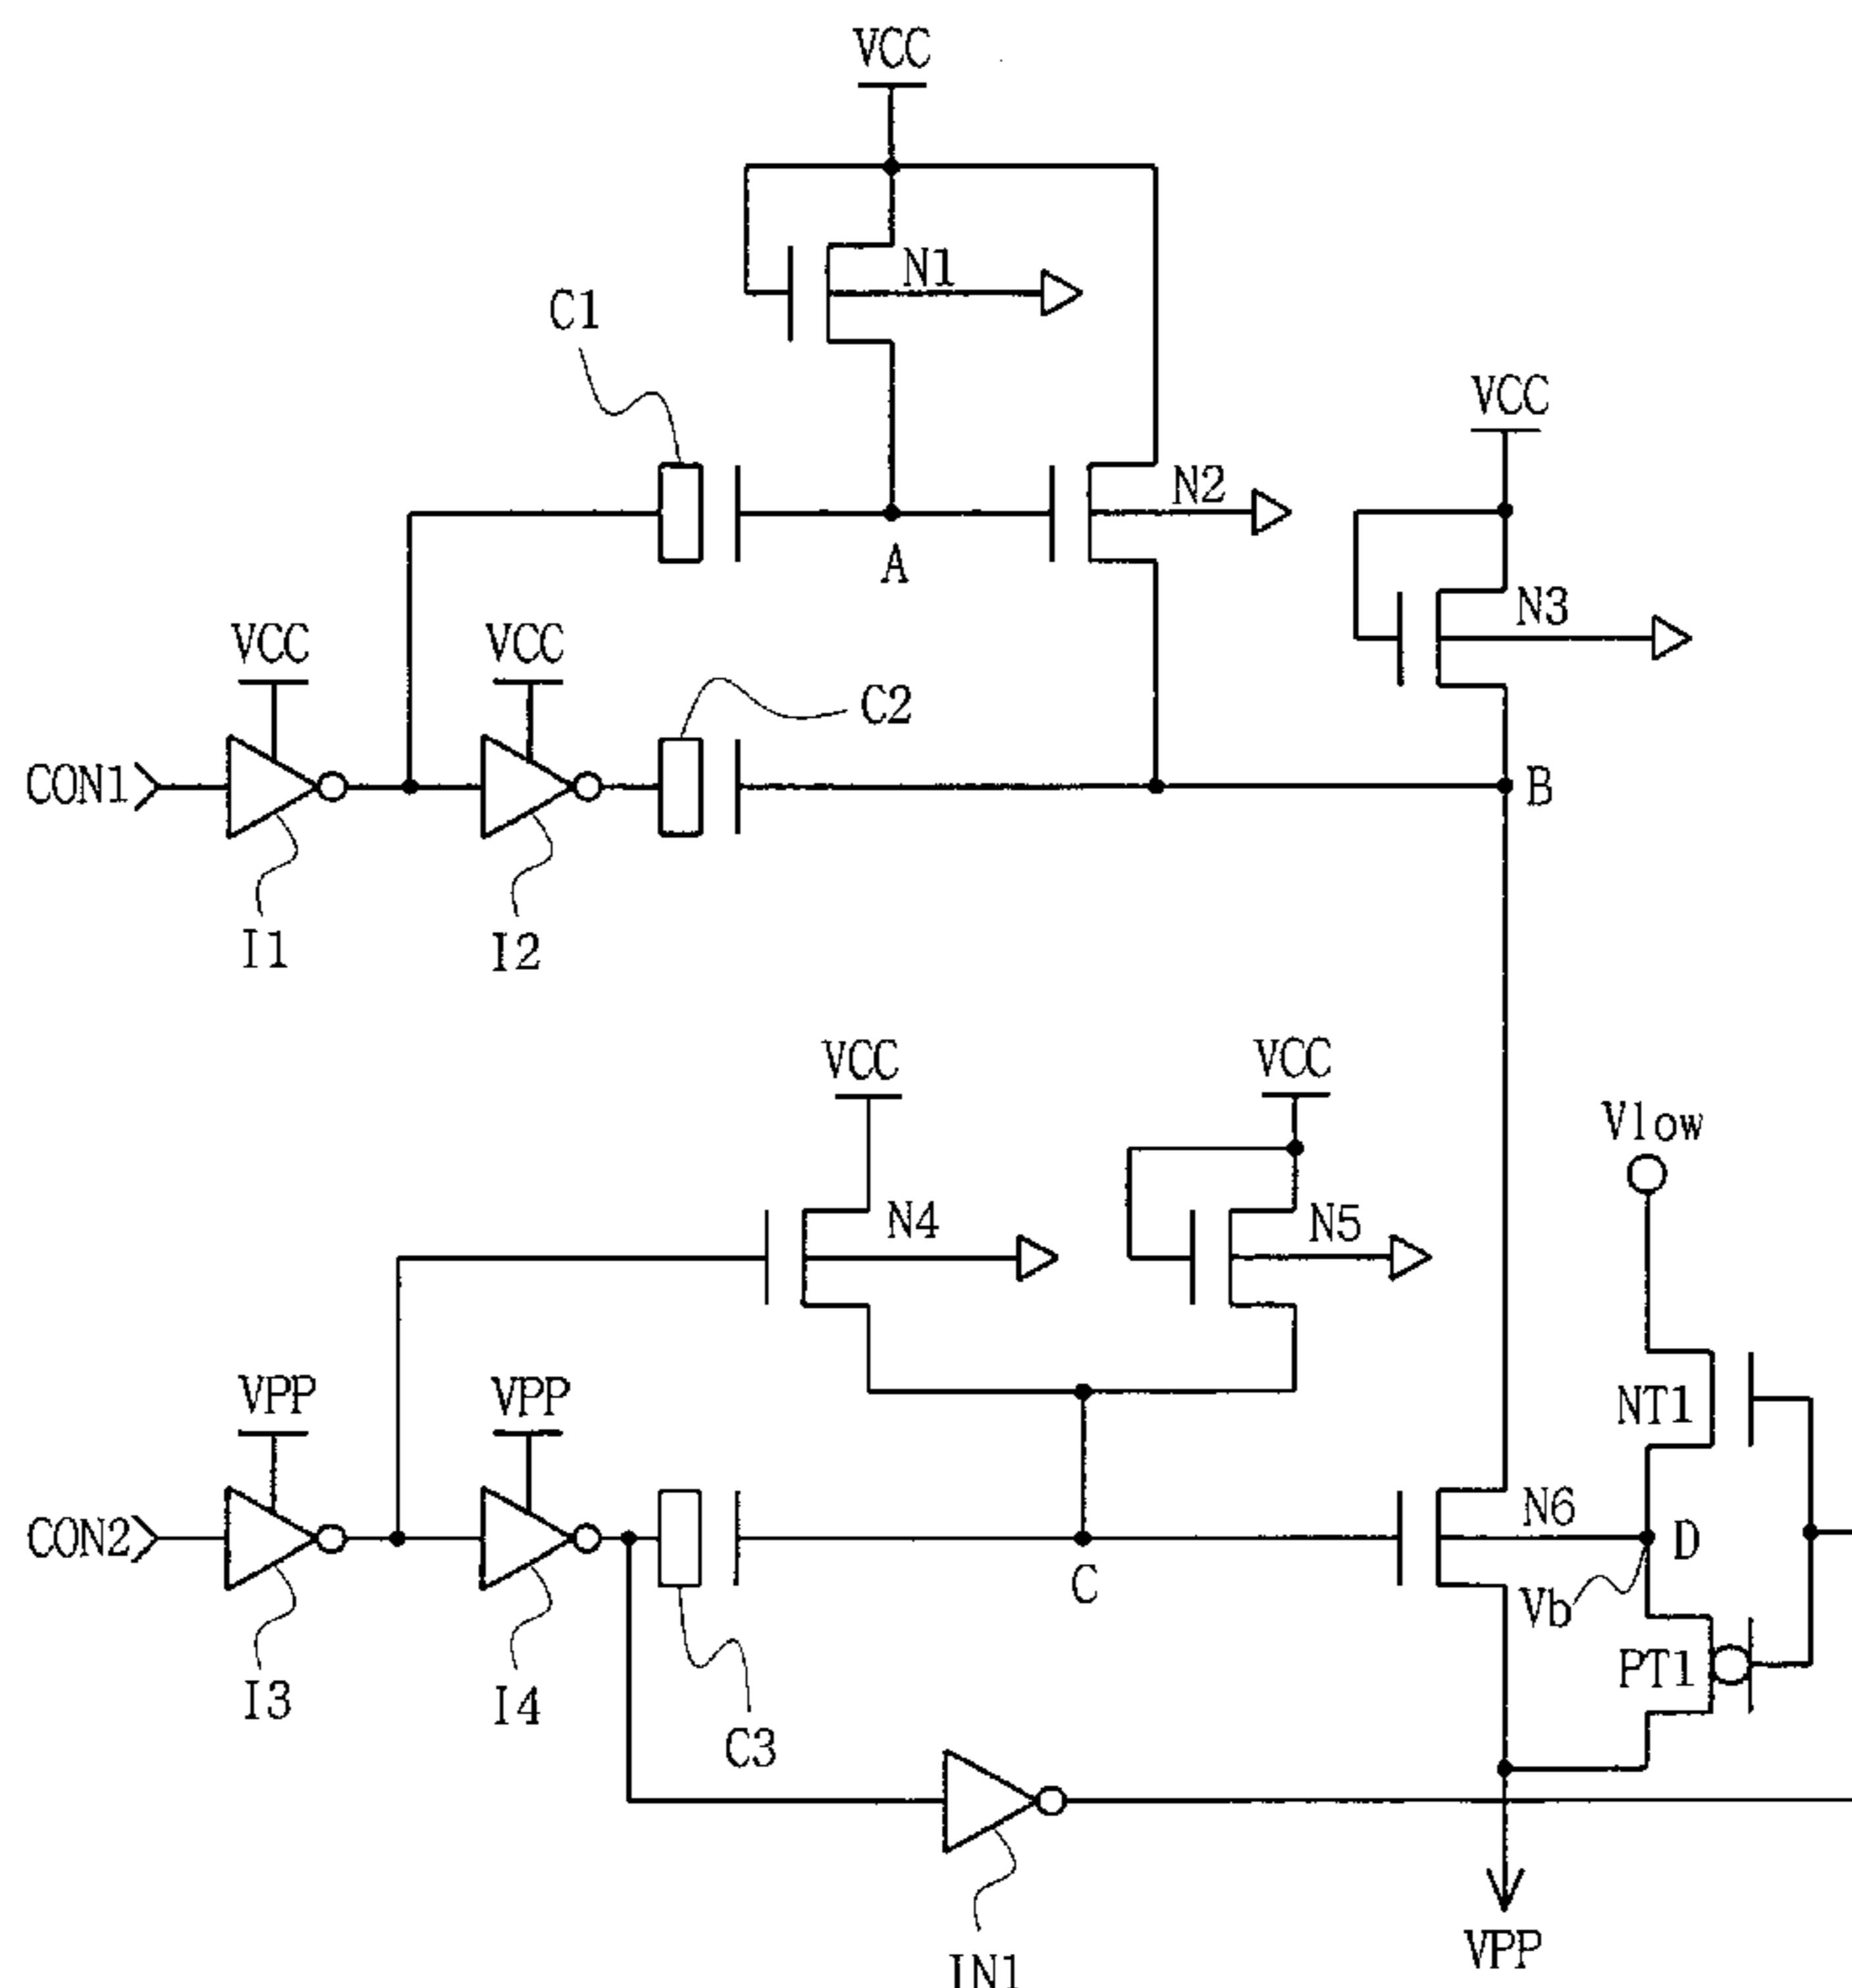 VCC
N1
C1
VCC
N2
A
N3
VCC
VCC
C2
CON1
B
I1
I2
VCC
VCC
Vlow
N4
N5
VPP
VPP
NT1
N6
CON2
D
C
Vb
PT1
I3
I4
C3
VPP
IN1